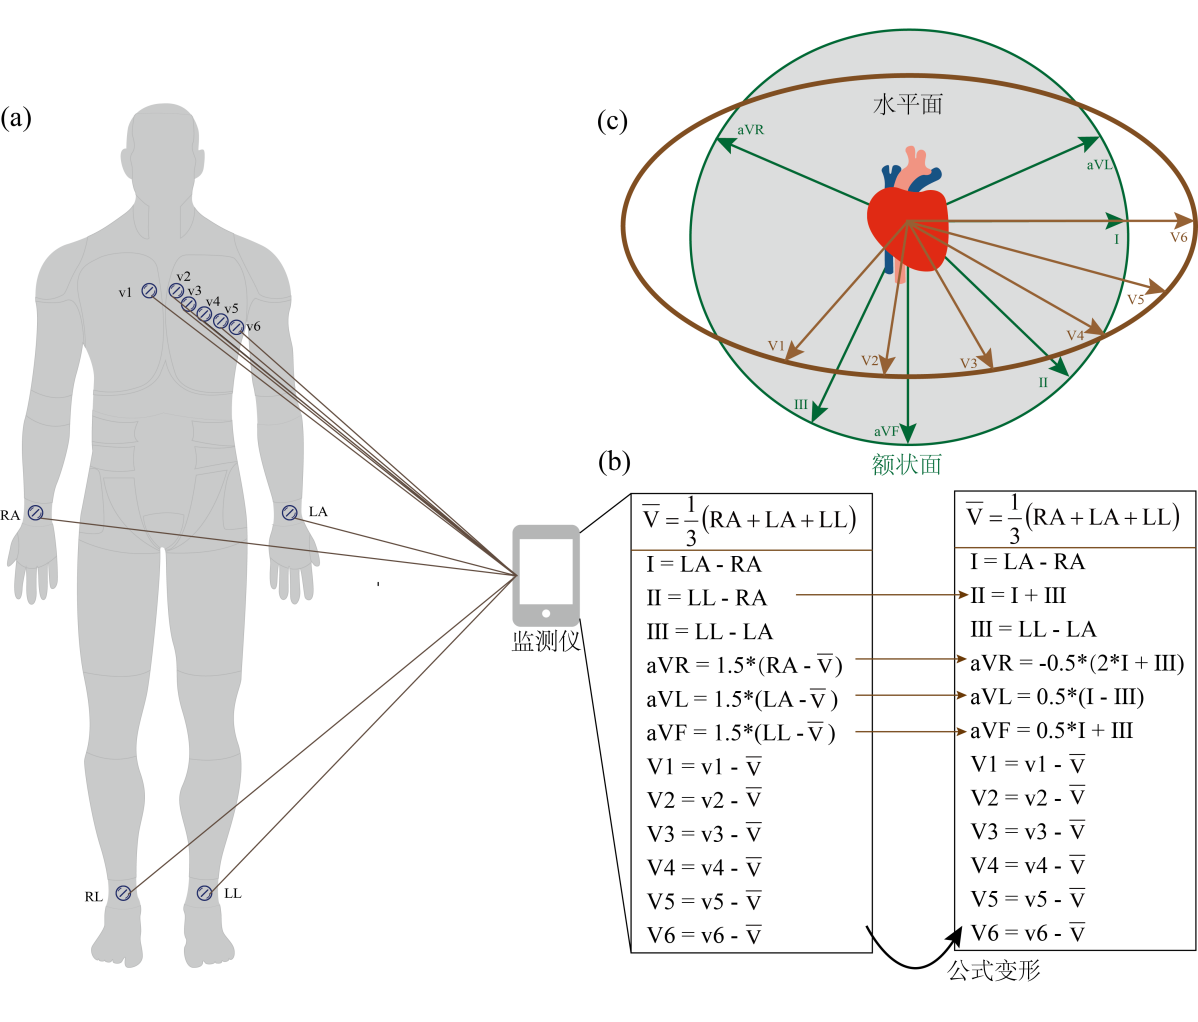 (a)
v1
v2
v3
v4
v5
v6
RA
LA
RL
LL
监测仪
(c)
水平面
aVR
aVL
I
V6
V5
V4
V3
V2
V1
II
III
aVF
额状面
(b)
V̅ = 1/3 (RA + LA + LL)
I = LA - RA
II = LL - RA
III = LL - LA
aVR = 1.5*(RA - V̅)
aVL = 1.5*(LA - V̅)
aVF = 1.5*(LL - V̅)
V1 = v1 - V̅
V2 = v2 - V̅
V3 = v3 - V̅
V4 = v4 - V̅
V5 = v5 - V̅
V6 = v6 - V̅
V̅ = 1/3 (RA + LA + LL)
I = LA - RA
II = I + III
III = LL - LA
aVR = -0.5*(2*I + III)
aVL = 0.5*(I - III)
aVF = 0.5*I + III
V1 = v1 - V̅
V2 = v2 - V̅
V3 = v3 - V̅
V4 = v4 - V̅
V5 = v5 - V̅
V6 = v6 - V̅
公式变形